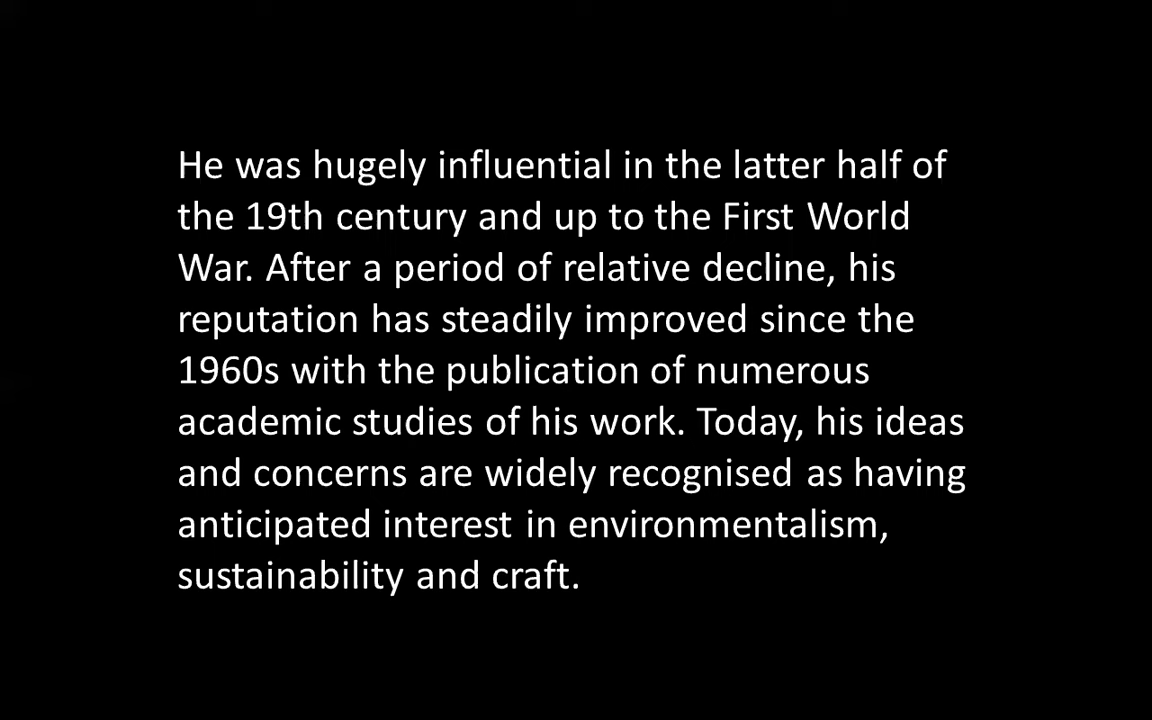 He was hugely influential in the latter half of
the 19th century and up to the First World
War. After a period of relative decline, his
reputation has steadily improved since the
1960s with the publication of numerous
academic studies of his work. Today, his ideas
and concerns are widely recognised as having
anticipated interest in environmentalism,
sustainability and craft.